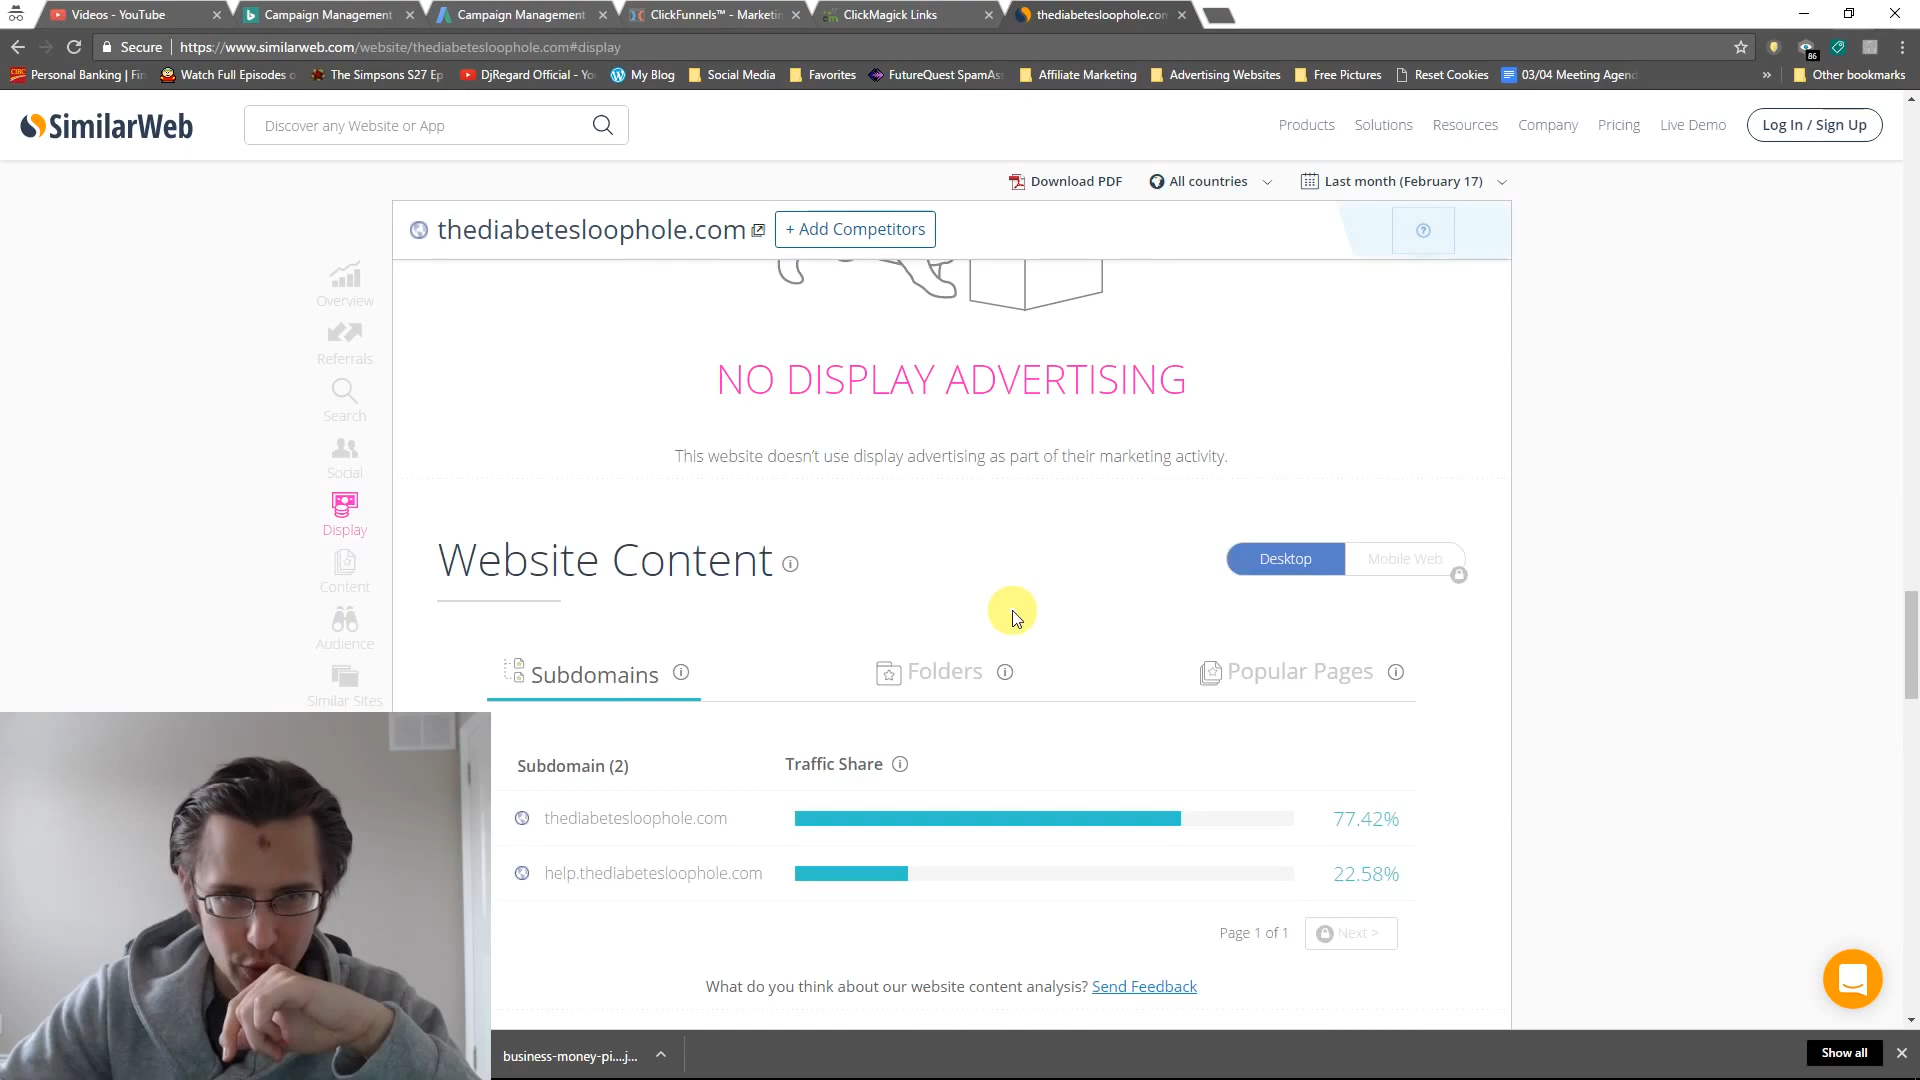 Videos - YouTube
Campaign Management
Campaign Management
ClickFunnels™ - Marketin
ClickMagick Links
thediabetesloophole.com
Secure
https://www.similarweb.com/website/thediabetesloophole.com#display
86
CIBC Personal Banking | Fin
Watch Full Episodes o
The Simpsons S27 Ep
DjRegard Official - Yo
My Blog
Social Media
Favorites
FutureQuest SpamAs
Affiliate Marketing
Advertising Websites
Free Pictures
Reset Cookies
03/04 Meeting Agend
»
Other bookmarks
SimilarWeb
Discover any Website or App
Products
Solutions
Resources
Company
Pricing
Live Demo
Log In / Sign Up
Download PDF
All countries
Last month (February 17)
thediabetesloophole.com
+ Add Competitors
Overview
Referrals
Search
Social
Display
Content
Audience
Similar Sites
NO DISPLAY ADVERTISING
This website doesn't use display advertising as part of their marketing activity.
Website Content
Desktop
Mobile Web
Subdomains
Folders
Popular Pages
Subdomain (2)
Traffic Share
thediabetesloophole.com
77.42%
help.thediabetesloophole.com
22.58%
Page 1 of 1
Next >
What do you think about our website content analysis? Send Feedback
business-money-pi....j...
Show all